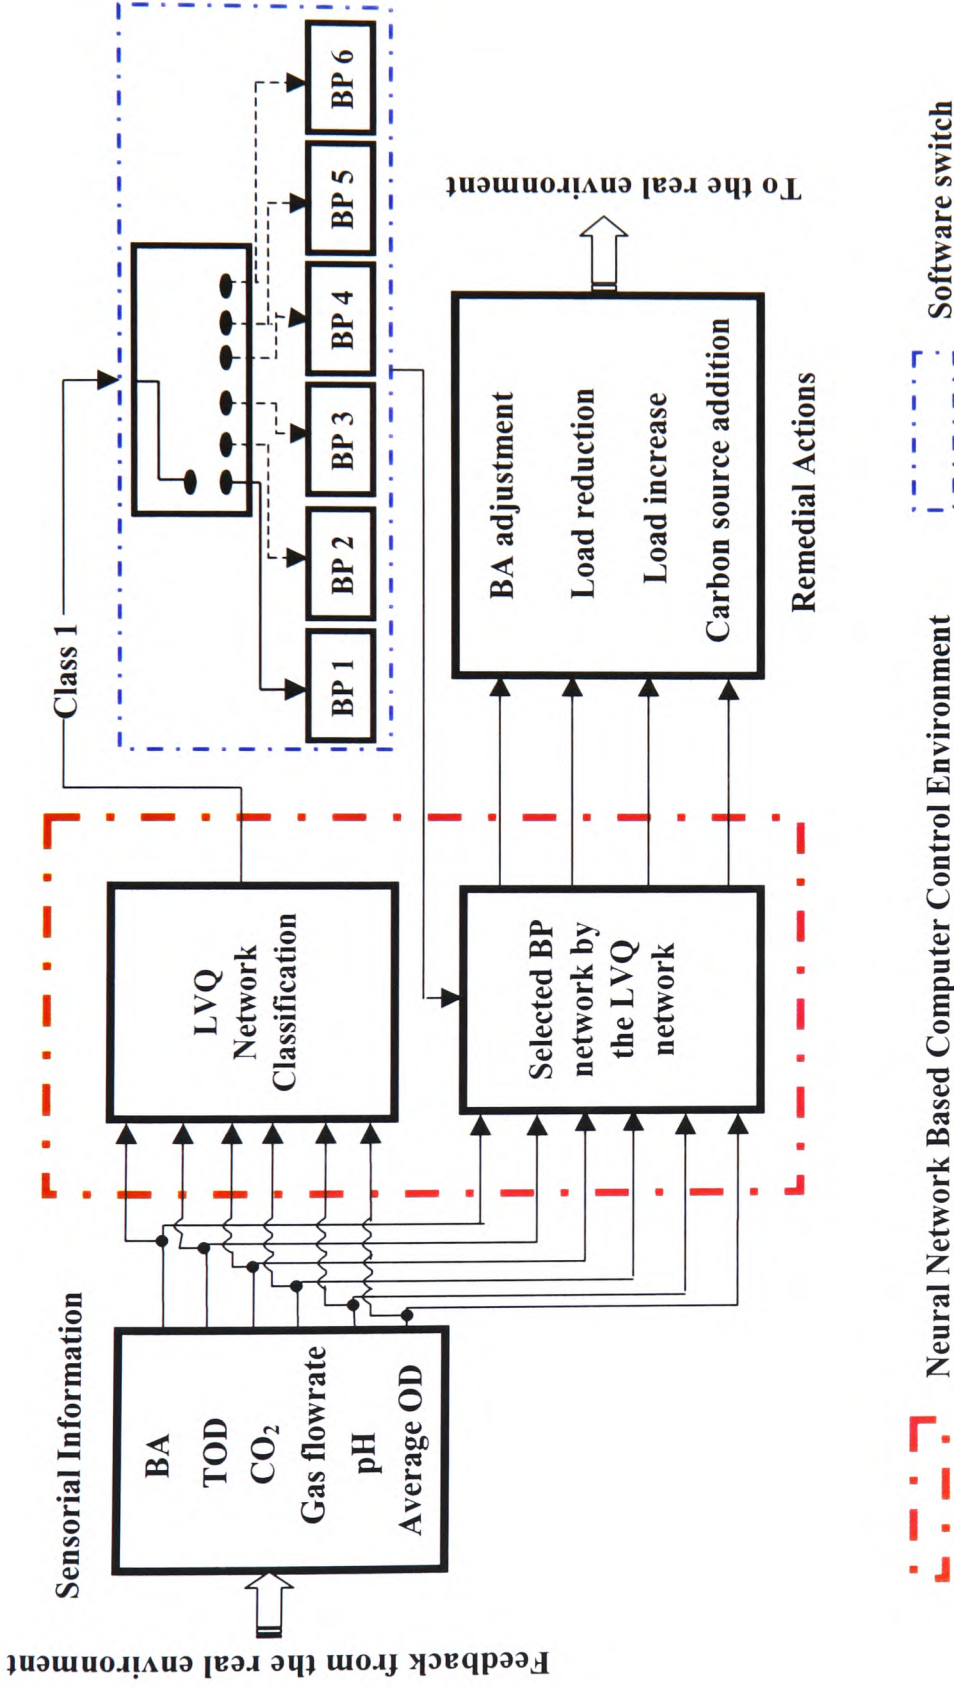 Feedback from the real environment
Sensorial Information
BA
TOD
CO₂
Gas flowrate
pH
Average OD
LVQ
Network
Classification
Class 1
BP 1
BP 2
BP 3
BP 4
BP 5
BP 6
Selected BP
network by
the LVQ
network
BA adjustment
Load reduction
Load increase
Carbon source addition
Remedial Actions
To the real environment
Neural Network Based Computer Control Environment
Software switch